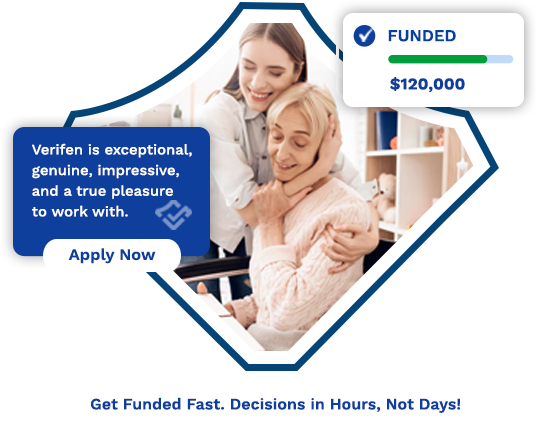 FUNDED
$120,000
Verifen is exceptional,
genuine, impressive,
and a true pleasure
to work with.
Apply Now
Get Funded Fast. Decisions in Hours, Not Days!